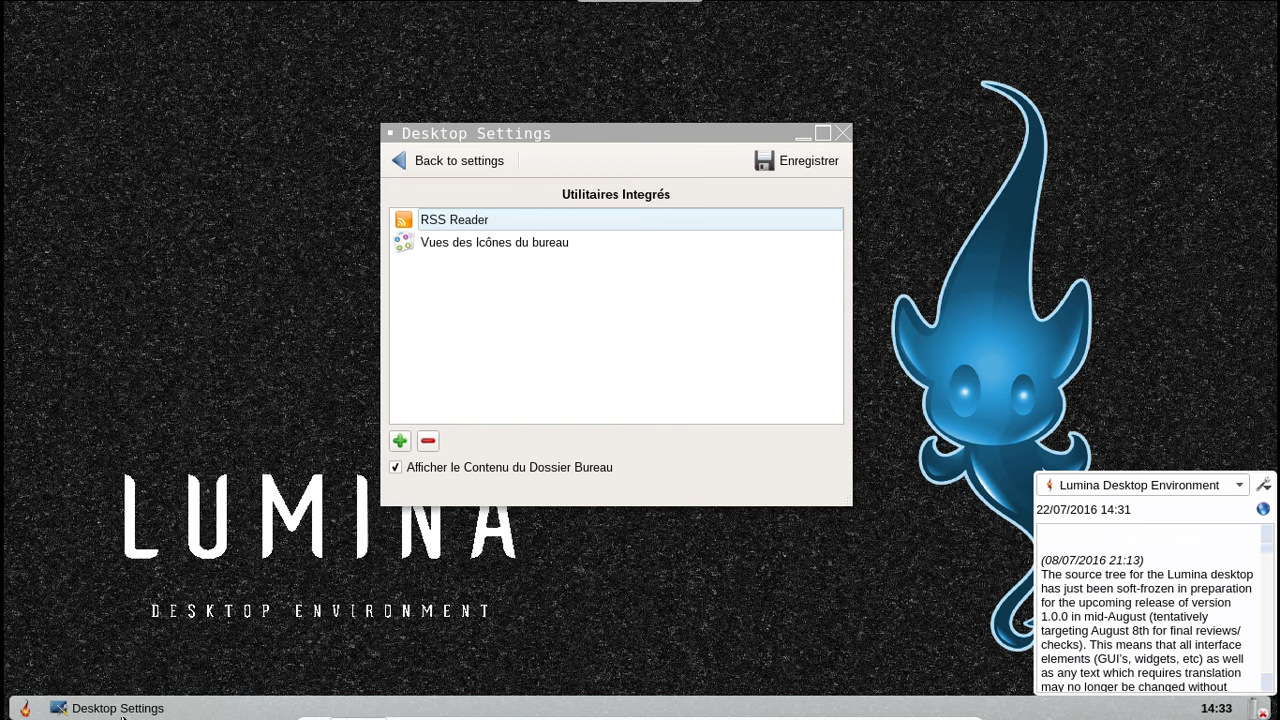 Desktop Settings
Back to settings
Enregistrer
Utilitaires Integrés
RSS Reader
Vues des Icônes du bureau
Afficher le Contenu du Dossier Bureau
LUMINA
DESKTOP ENVIRONMENT
Lumina Desktop Environment
22/07/2016 14:31
(08/07/2016 21:13)
The source tree for the Lumina desktop
has just been soft-frozen in preparation
for the upcoming release of version
1.0.0 in mid-August (tentatively
targeting August 8th for final reviews/
checks). This means that all interface
elements (GUI’s, widgets, etc) as well
as any text which requires translation
may no longer be changed without
Desktop Settings
14:33